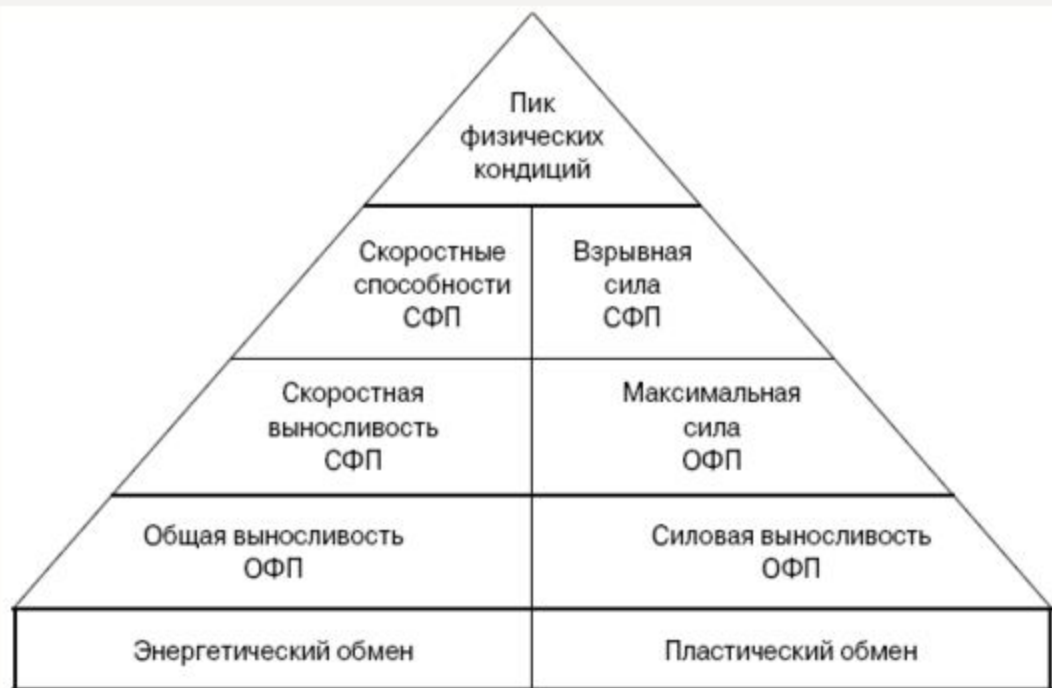 Пик
физических
кондиций
Скоростные
способности
СФП
Взрывная
сила
СФП
Скоростная
выносливость
СФП
Максимальная
сила
ОФП
Общая выносливость
ОФП
Силовая выносливость
ОФП
Энергетический обмен
Пластический обмен